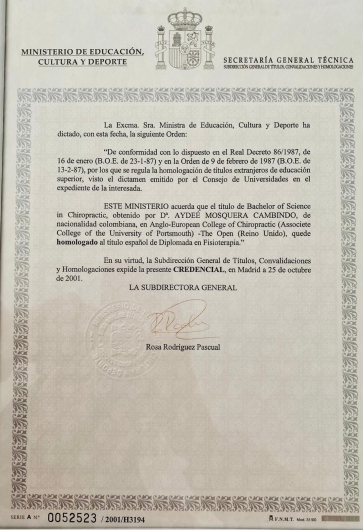 MINISTERIO DE EDUCACIÓN,
CULTURA Y DEPORTE
SECRETARÍA GENERAL TÉCNICA
SUBDIRECCIÓN GENERAL DE TÍTULOS, CONVALIDACIONES Y HOMOLOGACIONES
La Excma. Sra. Ministra de Educación, Cultura y Deporte ha
dictado, con esta fecha, la siguiente Orden:
"De conformidad con lo dispuesto en el Real Decreto 86/1987, de
16 de enero (B.O.E. de 23-1-87) y en la Orden de 9 de febrero de 1987 (B.O.E. de
13-2-87), por los que se regula la homologación de títulos extranjeros de educación
superior, visto el dictamen emitido por el Consejo de Universidades en el
expediente de la interesada.
ESTE MINISTERIO acuerda que el título de Bachelor of Science
in Chiropractic, obtenido por Dª. AYDEÉ MOSQUERA CAMBINDO, de
nacionalidad colombiana, en Anglo-European College of Chiropractic (Associete
College of the University of Portsmouth) -The Open (Reino Unido), quede
homologado al título español de Diplomada en Fisioterapia."
En su virtud, la Subdirección General de Títulos, Convalidaciones
y Homologaciones expide la presente CREDENCIAL, en Madrid a 25 de octubre
de 2001.
LA SUBDIRECTORA GENERAL
Rosa Rodríguez Pascual
SERIE A Nº 0052523 / 2001/H3194
F.N.M.T.